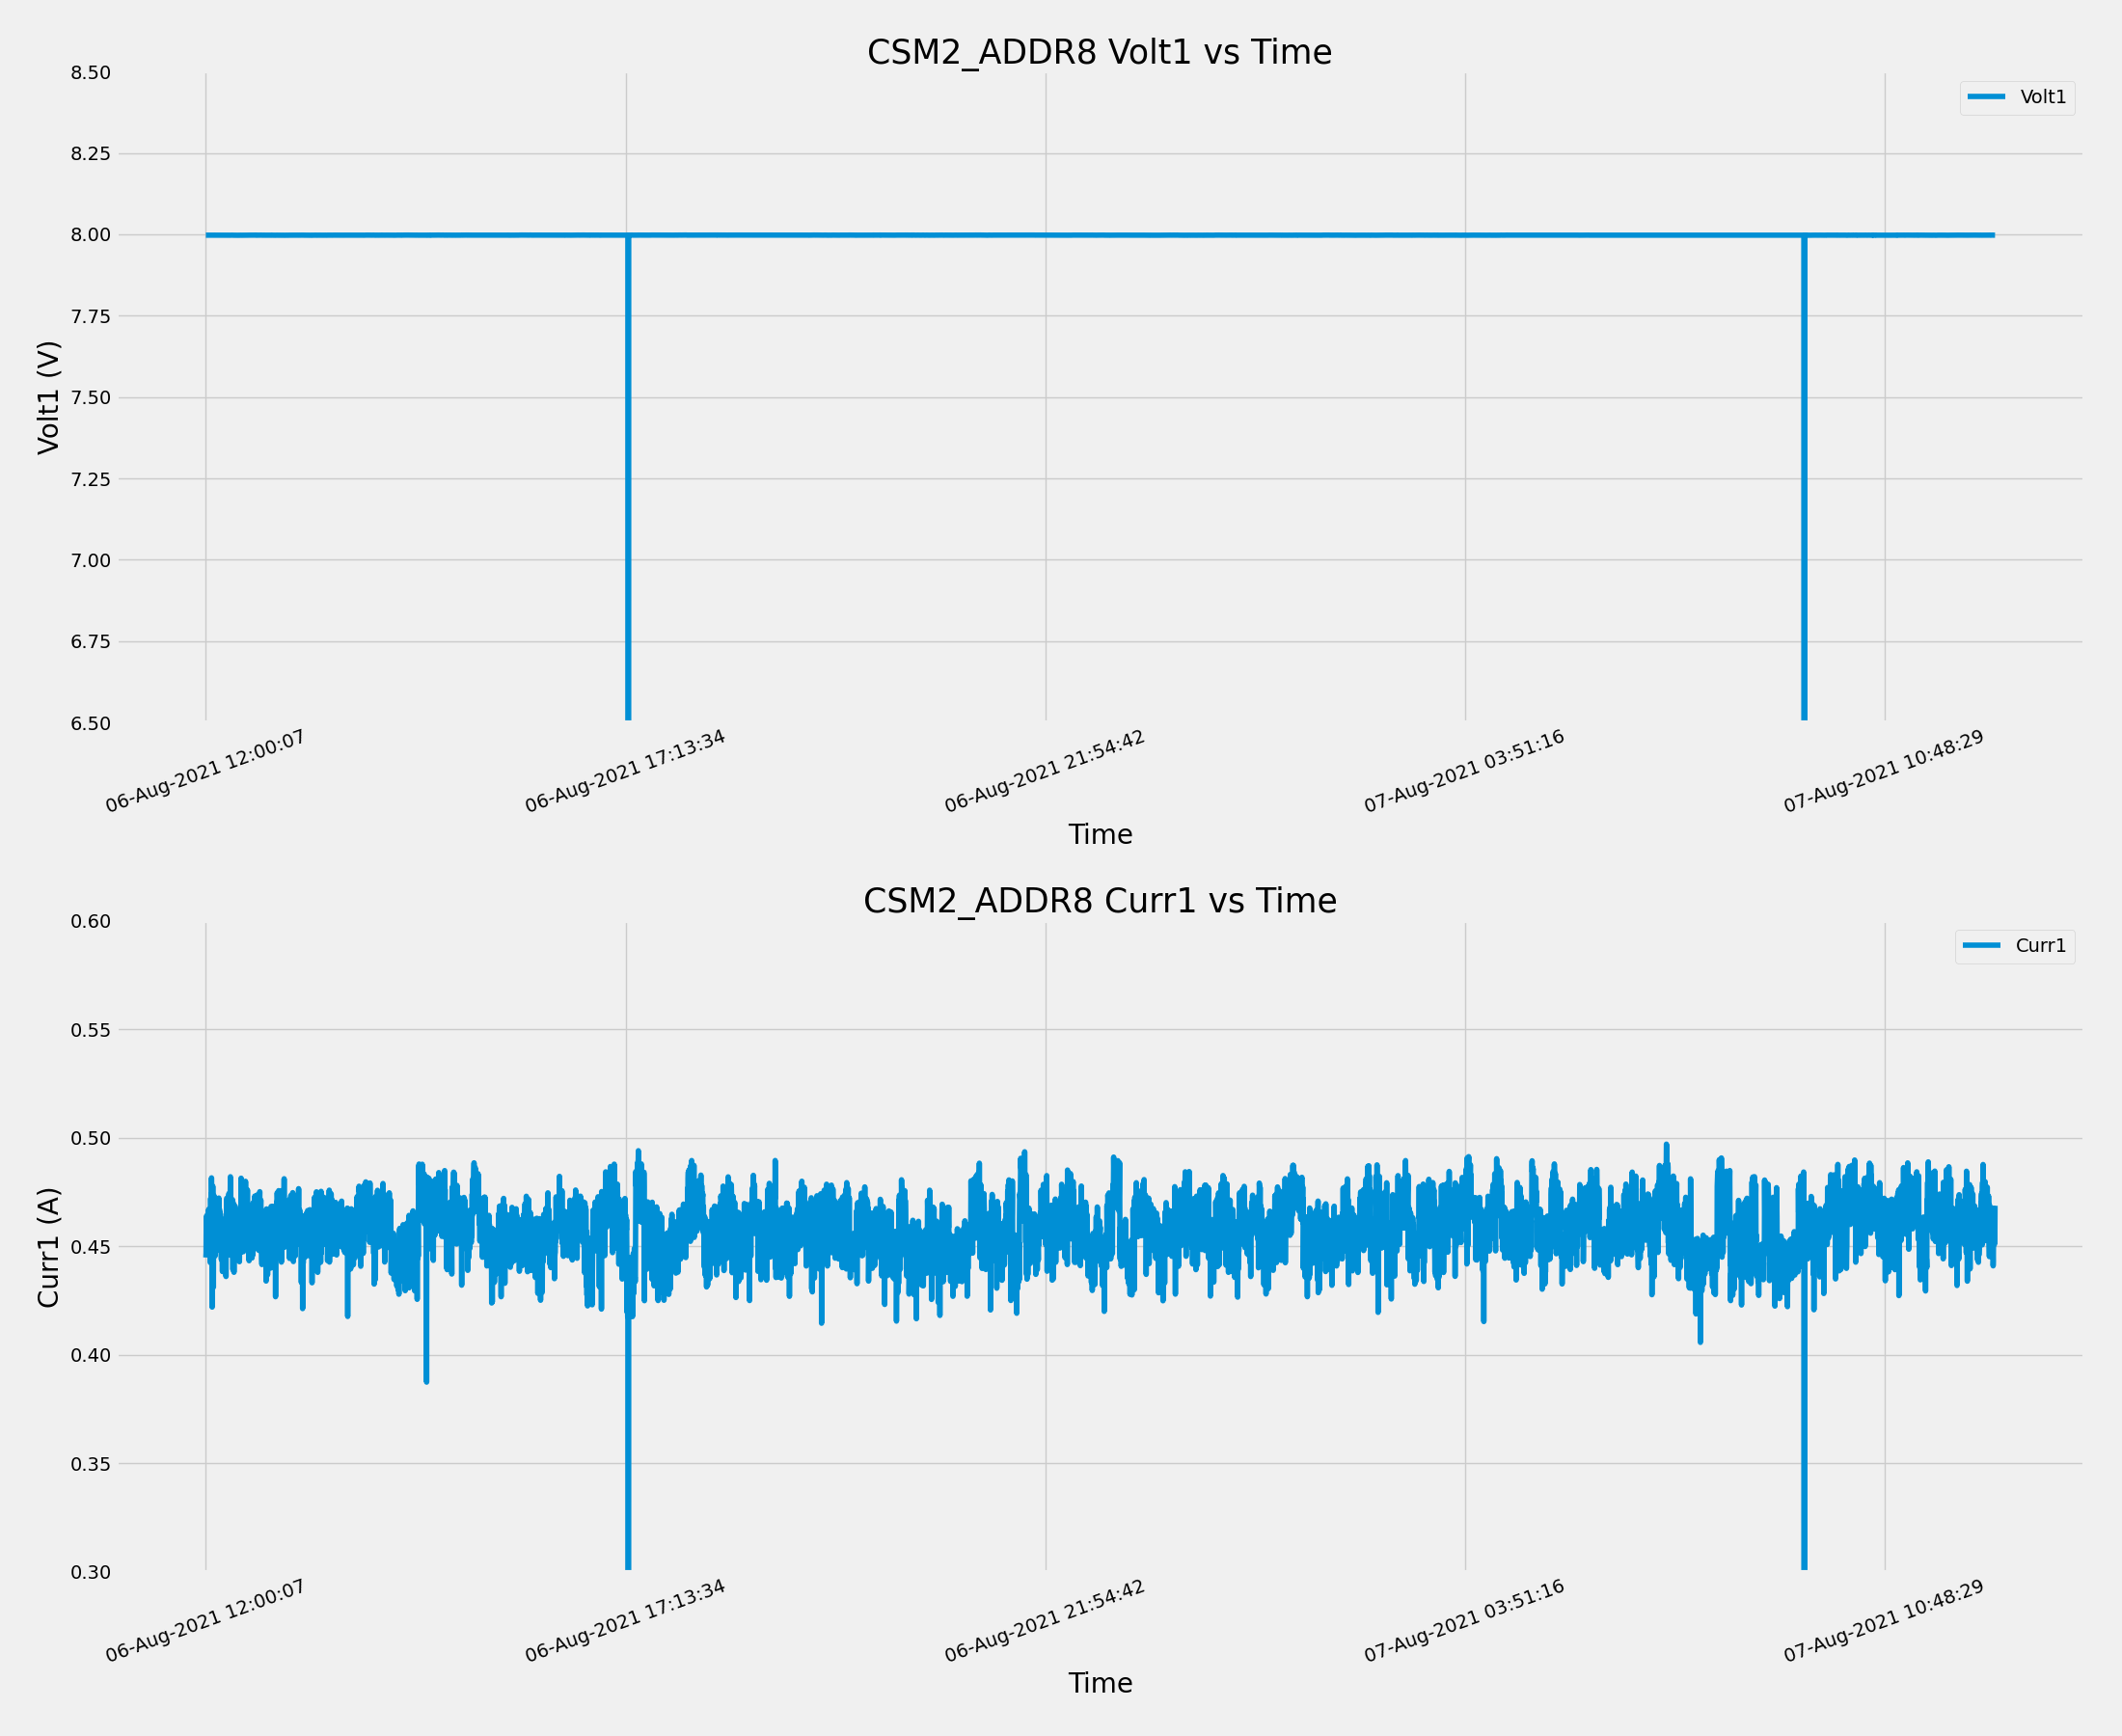 CSM2_ADDR8 Volt1 vs Time
8.50
Volt1
8.25
8.00
7.75
7.50
7.25
7.00
6.75
6.50
Volt1 (V)
06-Aug-2021 12:00:07
06-Aug-2021 17:13:34
06-Aug-2021 21:54:42
07-Aug-2021 03:51:16
07-Aug-2021 10:48:29
Time
CSM2_ADDR8 Curr1 vs Time
0.60
Curr1
0.55
0.50
0.45
0.40
0.35
0.30
Curr1 (A)
06-Aug-2021 12:00:07
06-Aug-2021 17:13:34
06-Aug-2021 21:54:42
07-Aug-2021 03:51:16
07-Aug-2021 10:48:29
Time